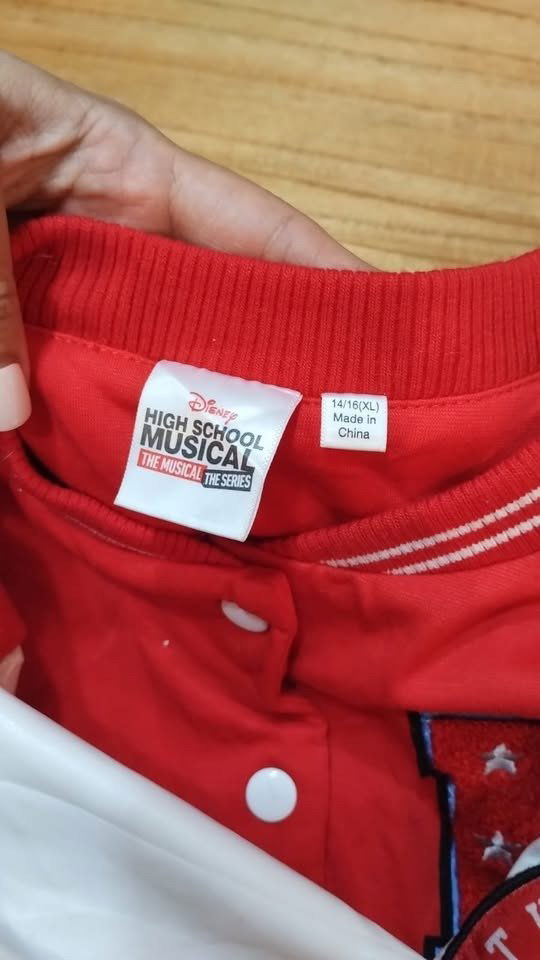 Disney
HIGH SCHOOL
MUSICAL
THE MUSICAL THE SERIES
14/16(XL)
Made in
China